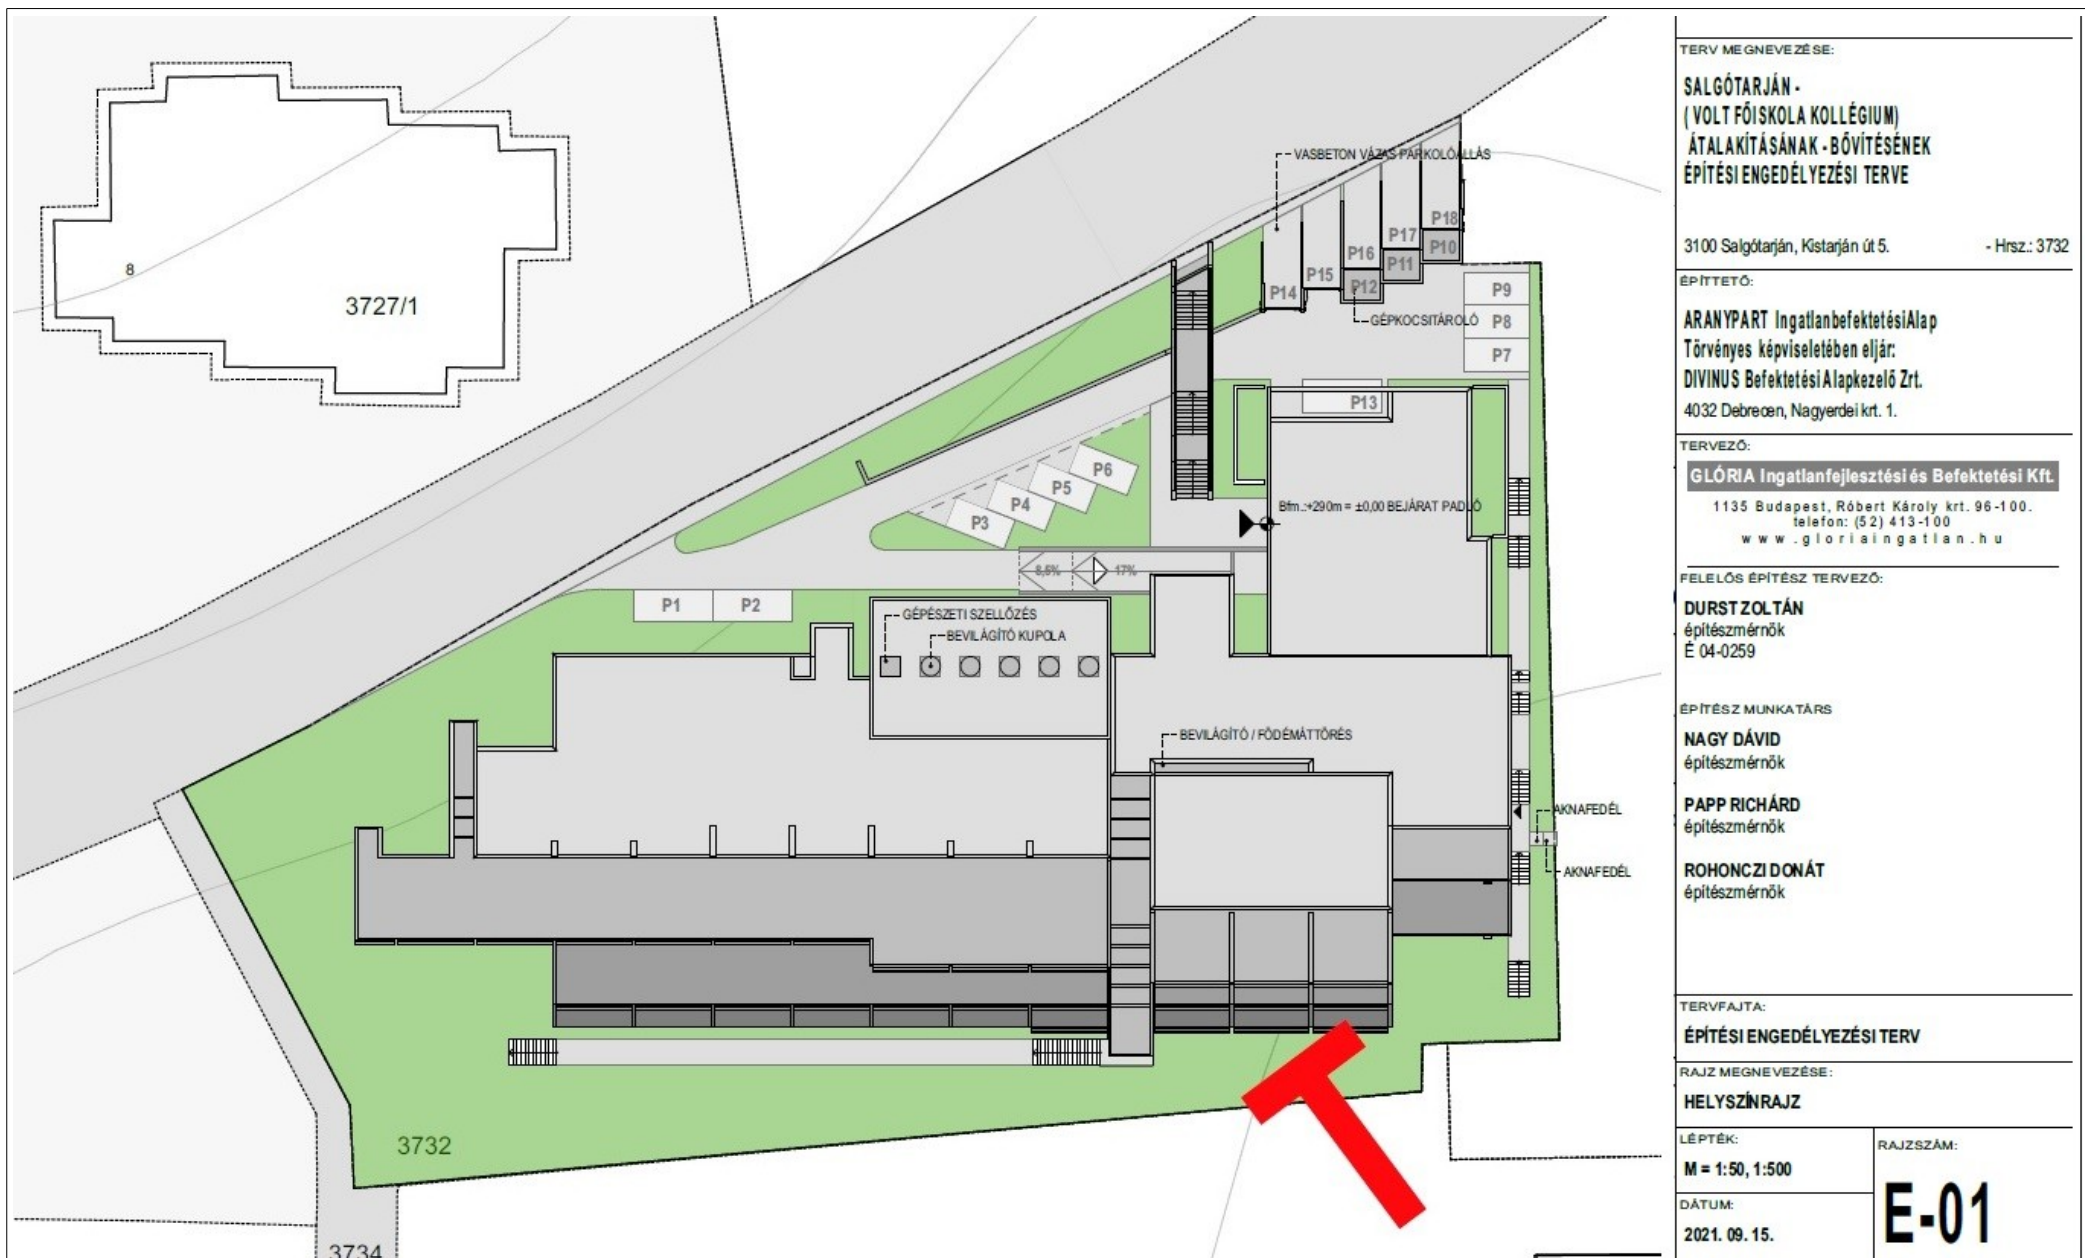 8
3727/1
VASBETON VÁZAS PARKOLÓÁLLÁS
P18
P17
P10
P16
P11
P15
P12
P14
GÉPKOCSITÁROLÓ
P9
P8
P7
P13
P6
P5
P4
P3
Bfm.:+290m = ±0,00 BEJÁRAT PADLÓ
8,5%
17%
P1
P2
GÉPÉSZETI SZELLŐZÉS
BEVILÁGÍTÓ KUPOLA
BEVILÁGÍTÓ / FÖDÉMÁTTÖRÉS
AKNAFEDÉL
AKNAFEDÉL
3732
3734
TERV MEGNEVEZÉSE:
SALGÓTARJÁN -
( VOLT FŐISKOLA KOLLÉGIUM)
ÁTALAKÍTÁSÁNAK - BŐVÍTÉSÉNEK
ÉPÍTÉSI ENGEDÉLYEZÉSI TERVE
3100 Salgótarján, Kistarján út 5. - Hrsz.: 3732
ÉPÍTTETŐ:
ARANYPART IngatlanbefektetésiAlap
Törvényes képviseletében eljár:
DIVINUS Befektetési Alapkezelő Zrt.
4032 Debrecen, Nagyerdei krt. 1.
TERVEZŐ:
GLÓRIA Ingatlanfejlesztési és Befektetési Kft.
1135 Budapest, Róbert Károly krt. 96-100.
telefon: (52) 413-100
www.gloriaingatlan.hu
FELELŐS ÉPÍTÉSZ TERVEZŐ:
DURST ZOLTÁN
építészmérnök
É 04-0259
ÉPÍTÉSZ MUNKATÁRS
NAGY DÁVID
építészmérnök
PAPP RICHÁRD
építészmérnök
ROHONCZI DONÁT
építészmérnök
TERVFAJTA:
ÉPÍTÉSI ENGEDÉLYEZÉSI TERV
RAJZ MEGNEVEZÉSE:
HELYSZÍNRAJZ
LÉPTÉK:
M = 1:50, 1:500
RAJZSZÁM:
E-01
DÁTUM:
2021. 09. 15.